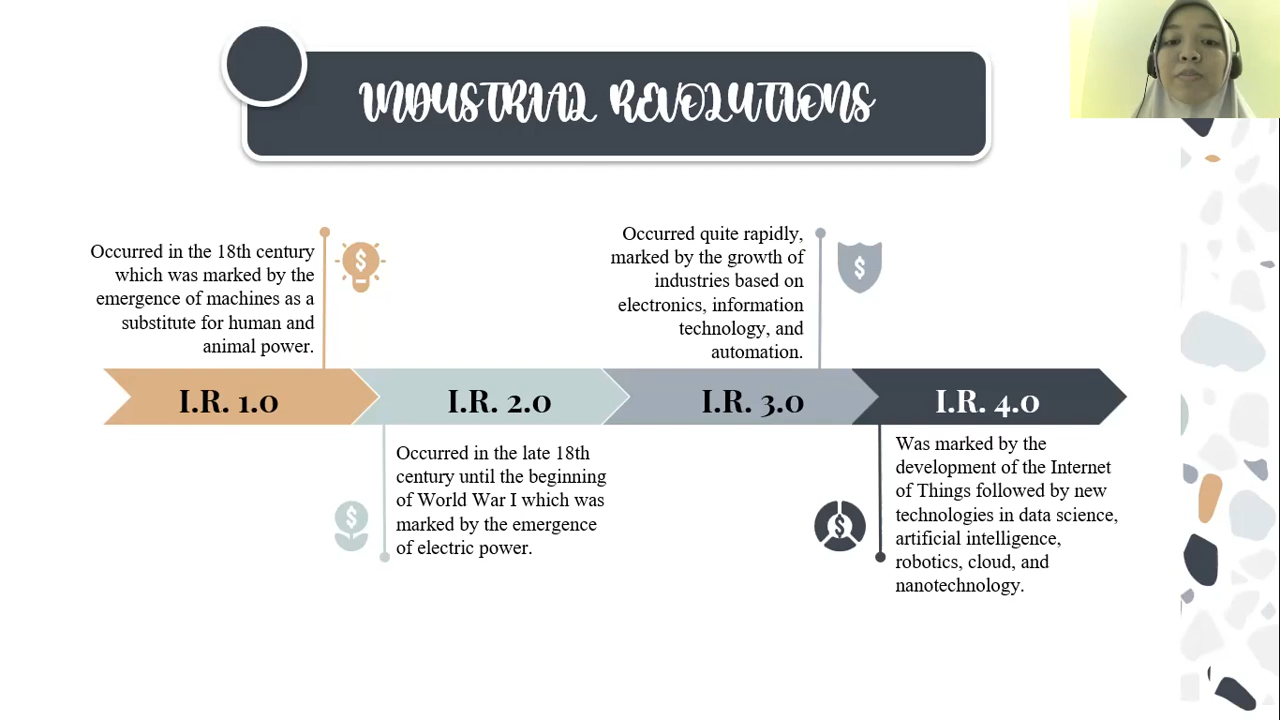 INDUSTRIAL REVOLUTIONS
Occurred in the 18th century
which was marked by the
emergence of machines as a
substitute for human and
animal power.
$
Occurred quite rapidly,
marked by the growth of
industries based on
electronics, information
technology, and
automation.
$
I.R. 1.0
I.R. 2.0
I.R. 3.0
I.R. 4.0
$
Occurred in the late 18th
century until the beginning
of World War I which was
marked by the emergence
of electric power.
$
Was marked by the
development of the Internet
of Things followed by new
technologies in data science,
artificial intelligence,
robotics, cloud, and
nanotechnology.